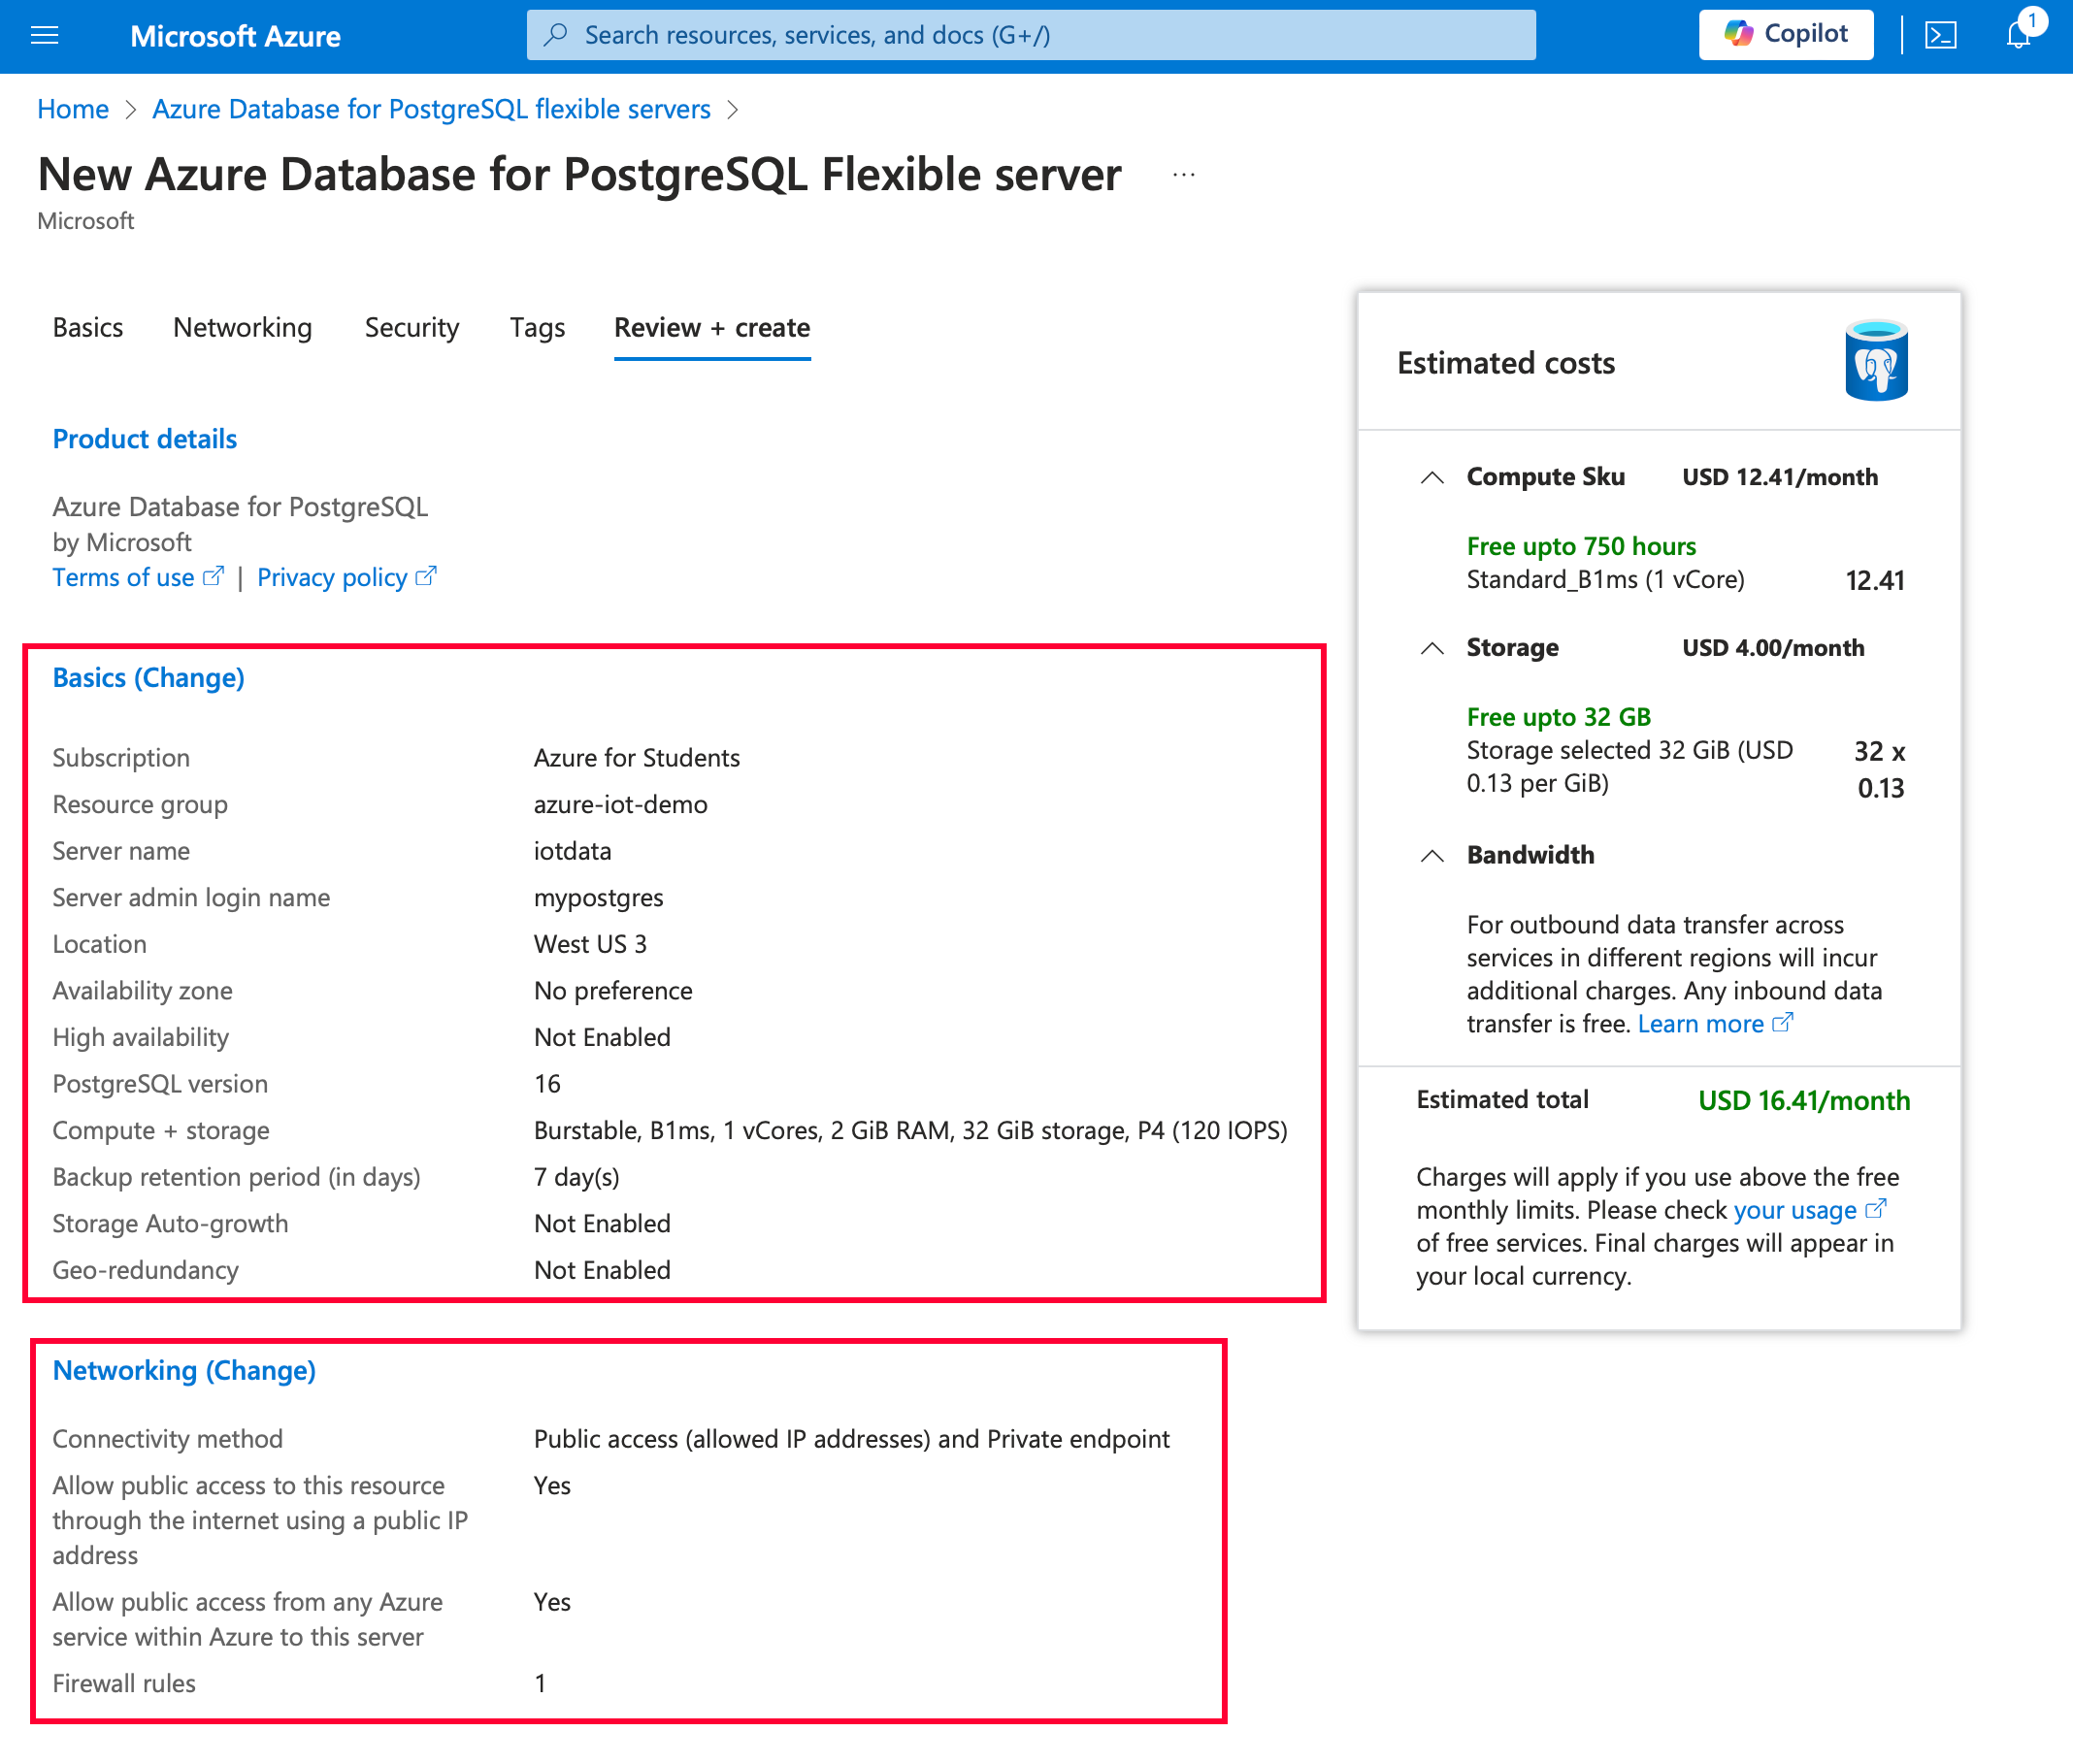 Microsoft Azure
Search resources, services, and docs (G+/)
Copilot
1
Home > Azure Database for PostgreSQL flexible servers >
New Azure Database for PostgreSQL Flexible server ...
Microsoft
Basics Networking Security Tags Review + create
Product details
Azure Database for PostgreSQL
by Microsoft
Terms of use | Privacy policy
Basics (Change)
Subscription Azure for Students
Resource group azure-iot-demo
Server name iotdata
Server admin login name mypostgres
Location West US 3
Availability zone No preference
High availability Not Enabled
PostgreSQL version 16
Compute + storage Burstable, B1ms, 1 vCores, 2 GiB RAM, 32 GiB storage, P4 (120 IOPS)
Backup retention period (in days) 7 day(s)
Storage Auto-growth Not Enabled
Geo-redundancy Not Enabled
Networking (Change)
Connectivity method Public access (allowed IP addresses) and Private endpoint
Allow public access to this resource Yes
through the internet using a public IP
address
Allow public access from any Azure Yes
service within Azure to this server
Firewall rules 1
Estimated costs
Compute Sku USD 12.41/month
Free upto 750 hours
Standard_B1ms (1 vCore) 12.41
Storage USD 4.00/month
Free upto 32 GB
Storage selected 32 GiB (USD 32 x
0.13 per GiB) 0.13
Bandwidth
For outbound data transfer across
services in different regions will incur
additional charges. Any inbound data
transfer is free. Learn more
Estimated total USD 16.41/month
Charges will apply if you use above the free
monthly limits. Please check your usage
of free services. Final charges will appear in
your local currency.